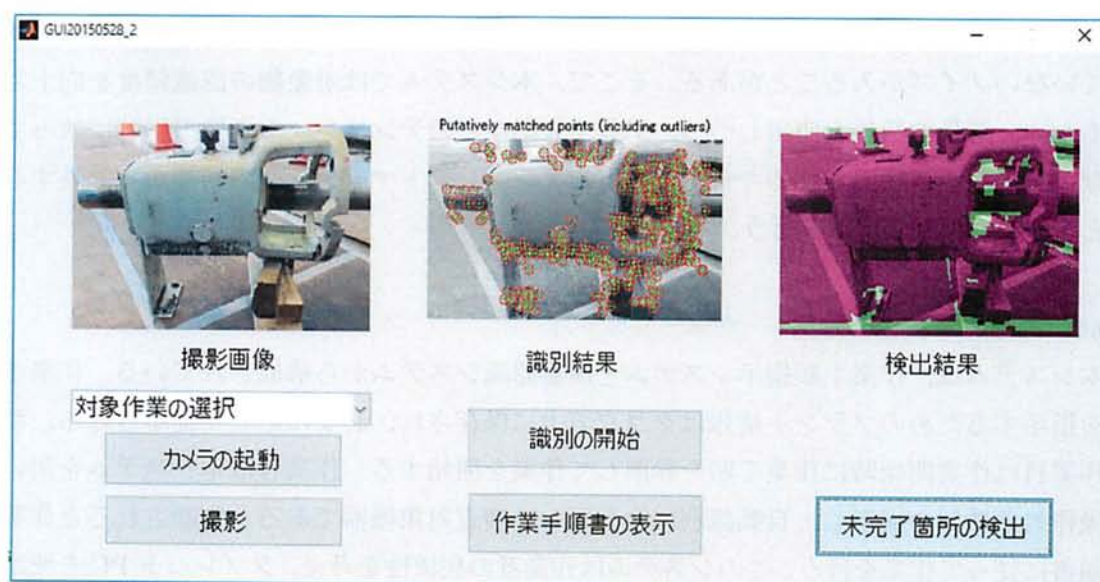 GUI20150528_2
Putatively matched points (including outliers)
撮影画像
識別結果
検出結果
対象作業の選択
カメラの起動
撮影
識別の開始
作業手順書の表示
未完了箇所の検出